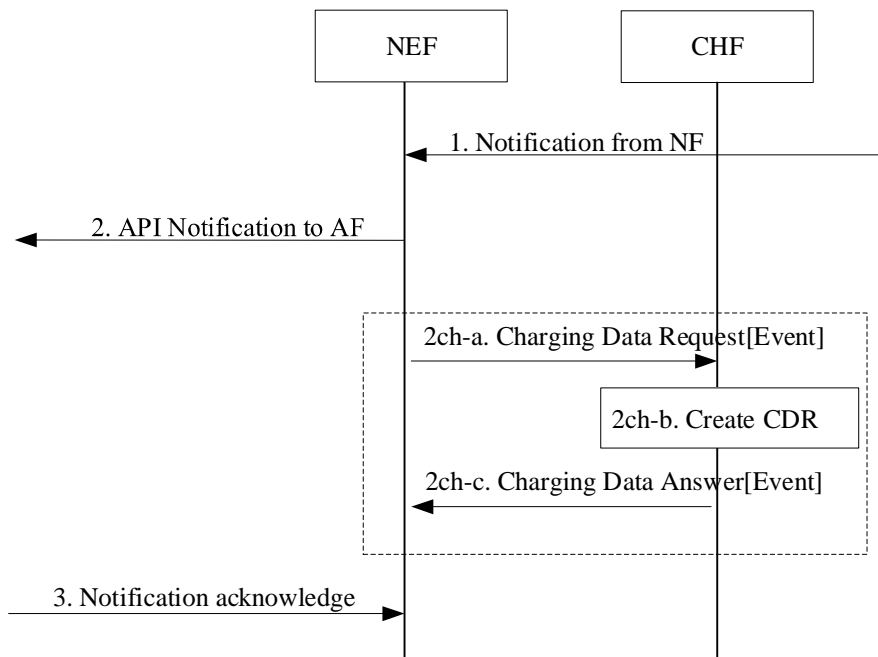 NEF
CHF
1. Notification from NF
2. API Notification to AF
2ch-a. Charging Data Request[Event]
2ch-b. Create CDR
2ch-c. Charging Data Answer[Event]
3. Notification acknowledge